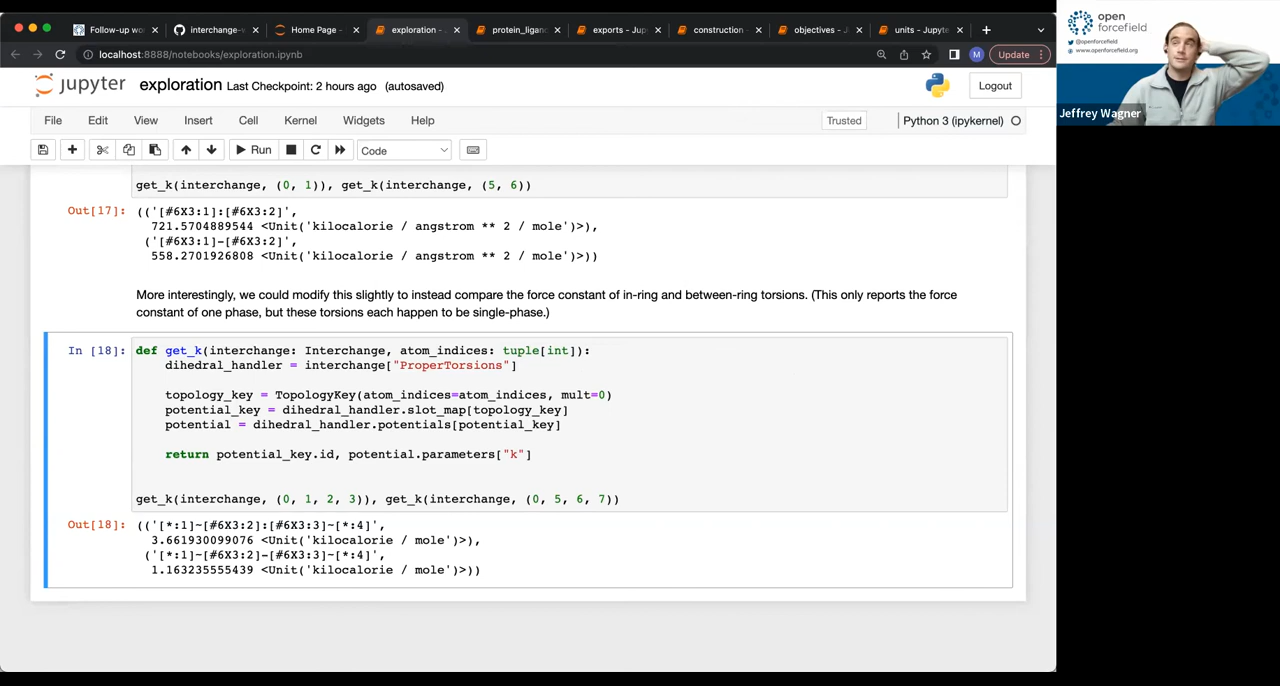 Follow-up wo
interchange-w
Home Page -
exploration -
protein_ligand
exports - Jup
construction -
objectives - J
units - Jupyte
localhost:8888/notebooks/exploration.ipynb
M
Update
jupyter exploration Last Checkpoint: 2 hours ago (autosaved)
Logout
File Edit View Insert Cell Kernel Widgets Help
Trusted
Python 3 (ipykernel)
Run
Code
get_k(interchange, (0, 1)), get_k(interchange, (5, 6))
Out[17]: (('[#6X3:1]:[#6X3:2]',
721.5704889544 <Unit('kilocalorie / angstrom ** 2 / mole')>),
('[#6X3:1]-[#6X3:2]',
558.2701926808 <Unit('kilocalorie / angstrom ** 2 / mole')>))
More interestingly, we could modify this slightly to instead compare the force constant of in-ring and between-ring torsions. (This only reports the force
constant of one phase, but these torsions each happen to be single-phase.)
In [18]: def get_k(interchange: Interchange, atom_indices: tuple[int]):
dihedral_handler = interchange["ProperTorsions"]
topology_key = TopologyKey(atom_indices=atom_indices, mult=0)
potential_key = dihedral_handler.slot_map[topology_key]
potential = dihedral_handler.potentials[potential_key]
return potential_key.id, potential.parameters["k"]
get_k(interchange, (0, 1, 2, 3)), get_k(interchange, (0, 5, 6, 7))
Out[18]: (('[*:1]~[#6X3:2]:[#6X3:3]~[*:4]',
3.661930099076 <Unit('kilocalorie / mole')>),
('[*:1]~[#6X3:2]-[#6X3:3]~[*:4]',
1.163235555439 <Unit('kilocalorie / mole')>))
open
forcefield
@openforcefield
www.openforcefield.org
Jeffrey Wagner